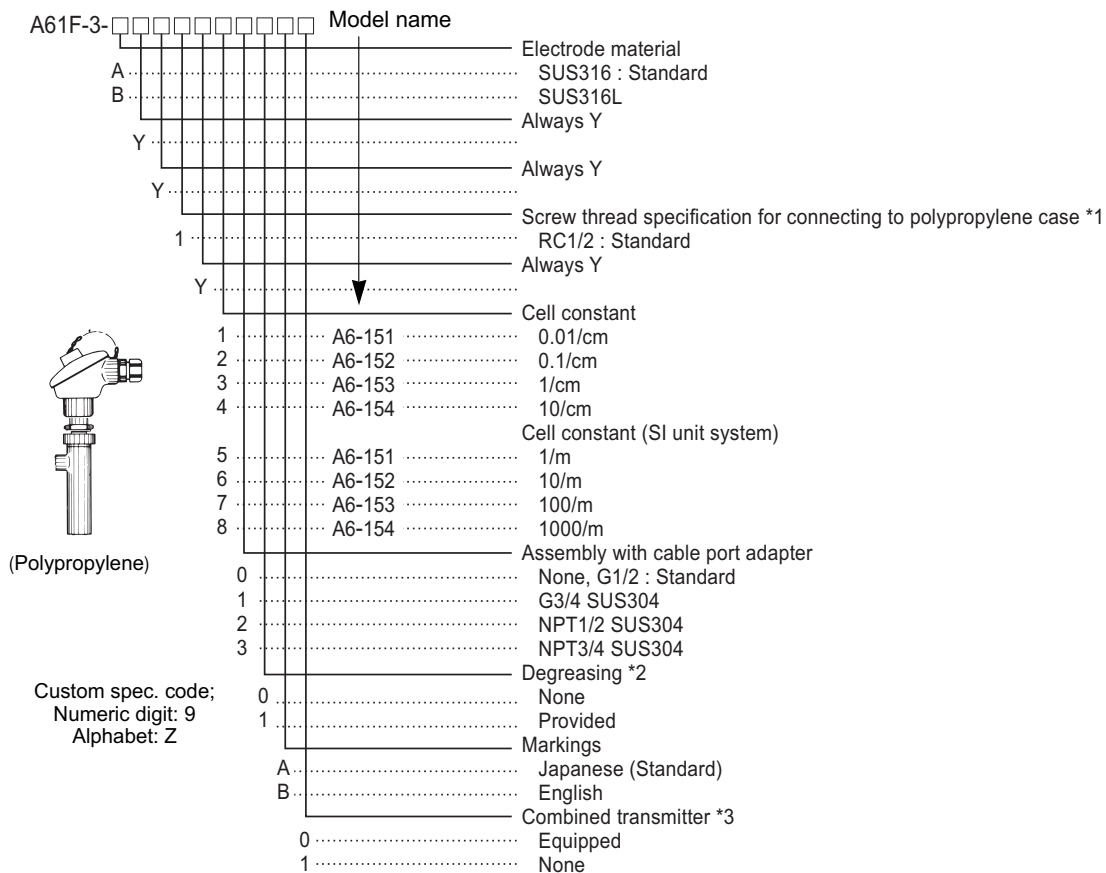 A61F-3-□□□□□□□□□□ Model name
Electrode material
A SUS316 : Standard
B SUS316L
Always Y
Y
Always Y
Y
Screw thread specification for connecting to polypropylene case *1
1 RC1/2 : Standard
Always Y
Y
Cell constant
1 A6-151 0.01/cm
2 A6-152 0.1/cm
3 A6-153 1/cm
4 A6-154 10/cm
Cell constant (SI unit system)
5 A6-151 1/m
6 A6-152 10/m
7 A6-153 100/m
8 A6-154 1000/m
Assembly with cable port adapter
(Polypropylene)
0 None, G1/2 : Standard
1 G3/4 SUS304
2 NPT1/2 SUS304
3 NPT3/4 SUS304
Degreasing *2
Custom spec. code;
Numeric digit: 9
Alphabet: Z
0 None
1 Provided
Markings
A Japanese (Standard)
B English
Combined transmitter *3
0 Equipped
1 None